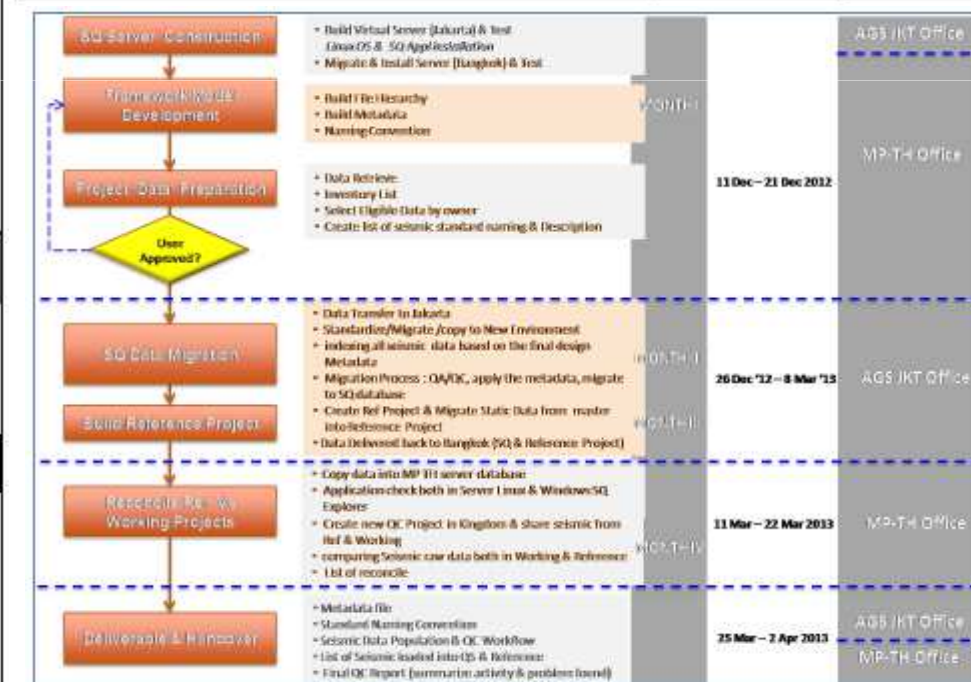 SQ Server Construction
• Build Virtual Server (Jakarta) & Test
Linux OS & SQ Appl Installation
• Migrate & Install Server (Bangkok) & Test
AGS JKT Office
Framework Model
Development
• Build File Hierarchy
• Build Metadata
• Naming Convention
MONTH-I
MP-TH Office
Project Data Preparation
• Data Retrieve
• Inventory List
• Select Eligible Data by owner
• Create list of seismic standard naming & Description
11 Dec – 21 Dec 2012
User
Approved?
SQ Data Migration
• Data Transfer to Jakarta
• Standardize/Migrate /copy to New Environment
• indexing all seismic data based on the final design
Metadata
• Migration Process : QA/QC, apply the metadata, migrate
to SQ database
• Create Ref Project & Migrate Static Data from master
into Reference Project
• Data Delivered back to Bangkok (SQ & Reference Project)
MONTH-II
26 Dec '12 – 8 Mar '13
AGS JKT Office
Build Reference Project
MONTH-III
Reconcile Ref
Working Projects
• Copy data into MP TH server database
• Application check both in Server Linux & Windows SQ
Explorer
• Create new QC Project in Kingdom & share seismic from
Ref & Working
• comparing Seismic raw data both in Working & Reference
• List of reconcile
MONTH-IV
11 Mar – 22 Mar 2013
MP-TH Office
Deliverable & Handover
• Metadata file
• Standard Naming Convention
• Seismic Data Population & QC Workflow
• List of Seismic loaded into QS & Reference
• Final QC Report (summarize activity & problem found)
25 Mar – 2 Apr 2013
AGS JKT Office
MP-TH Office